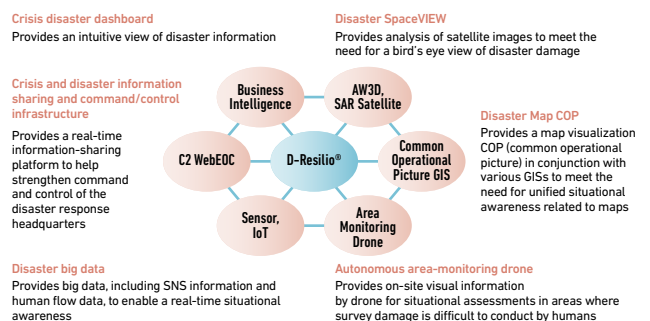 Crisis disaster dashboard
Provides an intuitive view of disaster information
Disaster SpaceVIEW
Provides analysis of satellite images to meet the
need for a bird's eye view of disaster damage
Crisis and disaster information
sharing and command/control
infrastructure
Provides a real-time
information-sharing
platform to help
strengthen command
and control of the
disaster response
headquarters
Business
Intelligence
AW3D,
SAR Satellite
C2 WebEOC
D-Resilio®
Common
Operational
Picture GIS
Sensor,
IoT
Area
Monitoring
Drone
Disaster Map COP
Provides a map visualization
COP (common operational
picture) in conjunction with
various GISs to meet the
need for unified situational
awareness related to maps
Disaster big data
Provides big data, including SNS information and
human flow data, to enable a real-time situational
awareness
Autonomous area-monitoring drone
Provides on-site visual information
by drone for situational assessments in areas where
survey damage is difficult to conduct by humans